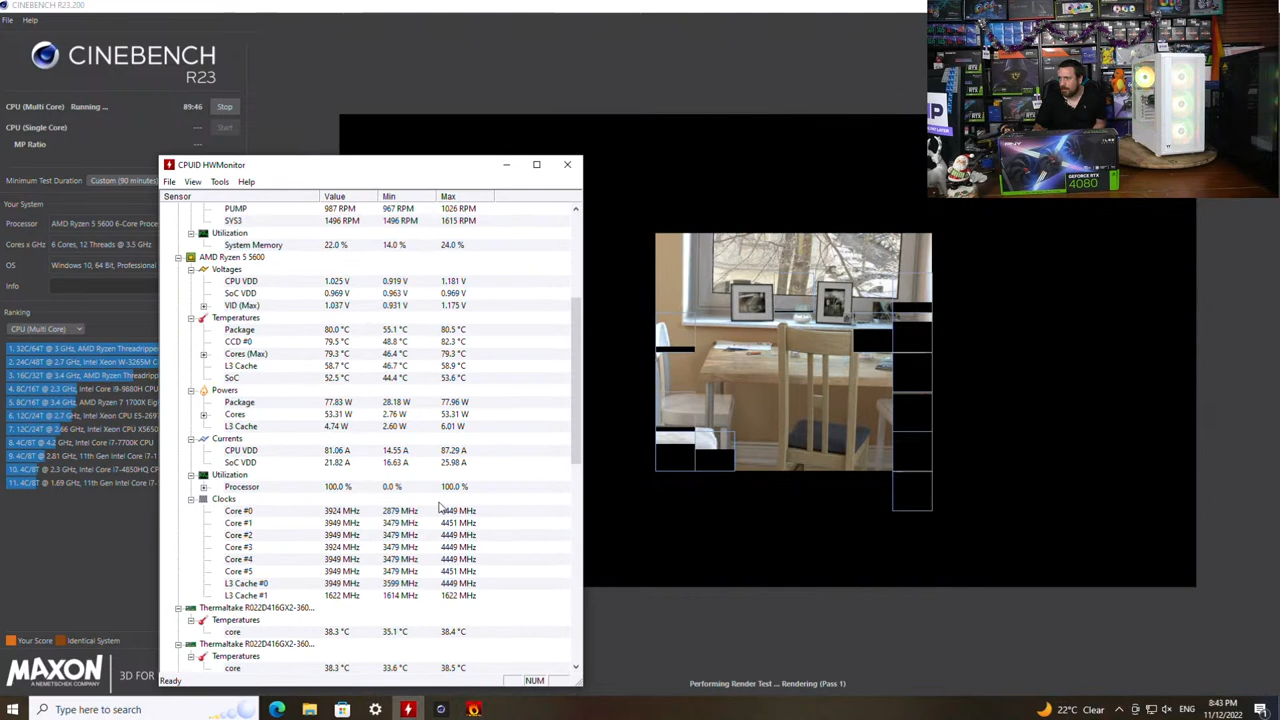 CINEBENCH R23.200
File Help
CINEBENCH
R23
CPU (Multi Core) Running ... 89:46 Stop
CPU (Single Core) --- Start
MP Ratio ---
Minimum Test Duration Custom (90 minutes)
Your System
Processor AMD Ryzen 5 5600 6-Core Proce
Cores x GHz 6 Cores, 12 Threads @ 3.5 GHz
OS Windows 10, 64 Bit, Professional
Info
Ranking
CPU (Multi Core)
1. 32C/64T @ 3 GHz, AMD Ryzen Threadripper
2. 24C/48T @ 2.7 GHz, Intel Xeon W-3265M C
3. 16C/32T @ 3.4 GHz, AMD Ryzen Threadrip
4. 8C/16T @ 2.3 GHz, Intel Core i9-9880H CP
5. 8C/16T @ 3.4 GHz, AMD Ryzen 7 1700X Eig
6. 12C/24T @ 2.7 GHz, Intel Xeon CPU E5-269
7. 12C/24T @ 2.66 GHz, Intel Xeon CPU X5650
8. 4C/8T @ 4.2 GHz, Intel Core i7-7700K CPU
9. 4C/8T @ 2.81 GHz, 11th Gen Intel Core i7-1
10. 4C/8T @ 2.3 GHz, Intel Core i7-4850HQ CP
11. 4C/8T @ 1.69 GHz, 11th Gen Intel Core i7-
Your Score Identical System
MAXON
A NEMETSCHEK COMPANY
3D FOR
CPUID HWMonitor
File View Tools Help
Sensor Value Min Max
PUMP 987 RPM 967 RPM 1026 RPM
SYS3 1496 RPM 1496 RPM 1615 RPM
Utilization
System Memory 22.0 % 14.0 % 24.0 %
AMD Ryzen 5 5600
Voltages
CPU VDD 1.025 V 0.919 V 1.181 V
SoC VDD 0.969 V 0.963 V 0.969 V
VID (Max) 1.037 V 0.931 V 1.175 V
Temperatures
Package 80.0 °C 55.1 °C 80.5 °C
CCD #0 79.5 °C 48.8 °C 82.3 °C
Cores (Max) 79.3 °C 46.4 °C 79.3 °C
L3 Cache 58.7 °C 46.7 °C 58.9 °C
SoC 52.5 °C 44.4 °C 53.6 °C
Powers
Package 77.83 W 28.18 W 77.96 W
Cores 53.31 W 2.76 W 53.31 W
L3 Cache 4.74 W 2.60 W 6.01 W
Currents
CPU VDD 81.06 A 14.55 A 87.29 A
SoC VDD 21.82 A 16.63 A 25.98 A
Utilization
Processor 100.0 % 0.0 % 100.0 %
Clocks
Core #0 3924 MHz 2879 MHz 4449 MHz
Core #1 3949 MHz 3479 MHz 4451 MHz
Core #2 3949 MHz 3479 MHz 4449 MHz
Core #3 3924 MHz 3479 MHz 4449 MHz
Core #4 3949 MHz 3479 MHz 4449 MHz
Core #5 3949 MHz 3479 MHz 4451 MHz
L3 Cache #0 3949 MHz 3599 MHz 4449 MHz
L3 Cache #1 1622 MHz 1614 MHz 1622 MHz
Thermaltake R022D416GX2-360...
Temperatures
core 38.3 °C 35.1 °C 38.4 °C
Thermaltake R022D416GX2-360...
Temperatures
core 38.3 °C 33.6 °C 38.5 °C
Ready NUM
PNY
GEFORCE RTX
4080
Performing Render Test ... Rendering (Pass 1)
Type here to search
22°C Clear ENG 8:43 PM
11/12/2022